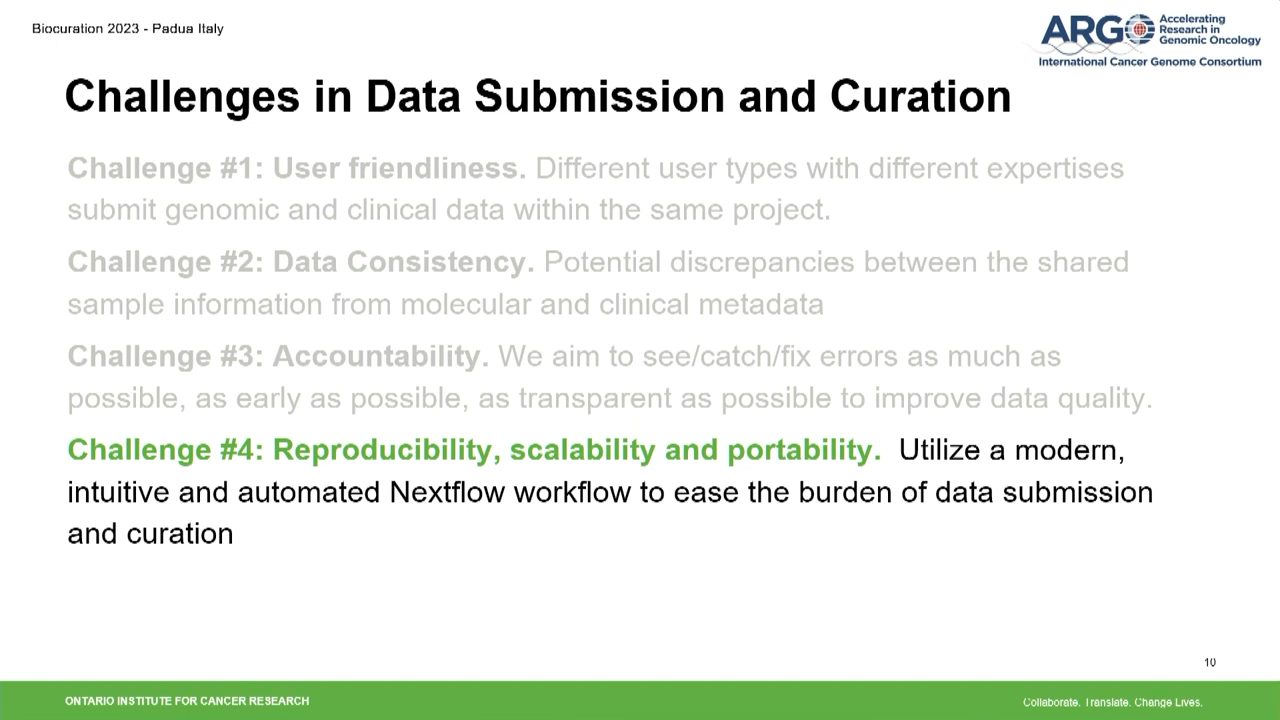 Biocuration 2023 - Padua Italy
ARGO
Accelerating
Research in
Genomic Oncology
International Cancer Genome Consortium
Challenges in Data Submission and Curation
Challenge #1: User friendliness. Different user types with different expertises
submit genomic and clinical data within the same project.
Challenge #2: Data Consistency. Potential discrepancies between the shared
sample information from molecular and clinical metadata
Challenge #3: Accountability. We aim to see/catch/fix errors as much as
possible, as early as possible, as transparent as possible to improve data quality.
Challenge #4: Reproducibility, scalability and portability. Utilize a modern,
intuitive and automated Nextflow workflow to ease the burden of data submission
and curation
10
ONTARIO INSTITUTE FOR CANCER RESEARCH
Collaborate. Translate. Change Lives.